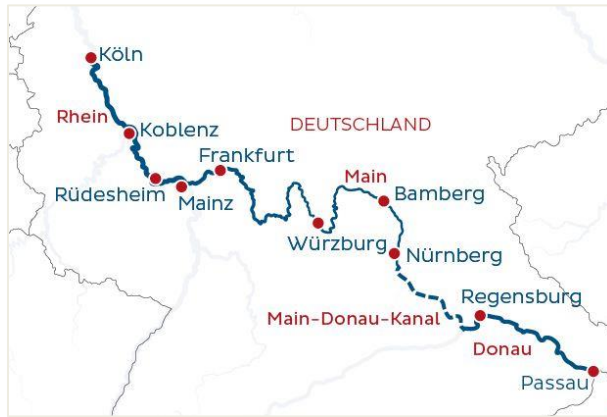 Köln
Rhein
Koblenz
DEUTSCHLAND
Frankfurt
Rüdesheim
Mainz
Main
Bamberg
Würzburg
Nürnberg
Regensburg
Main-Donau-Kanal
Donau
Passau